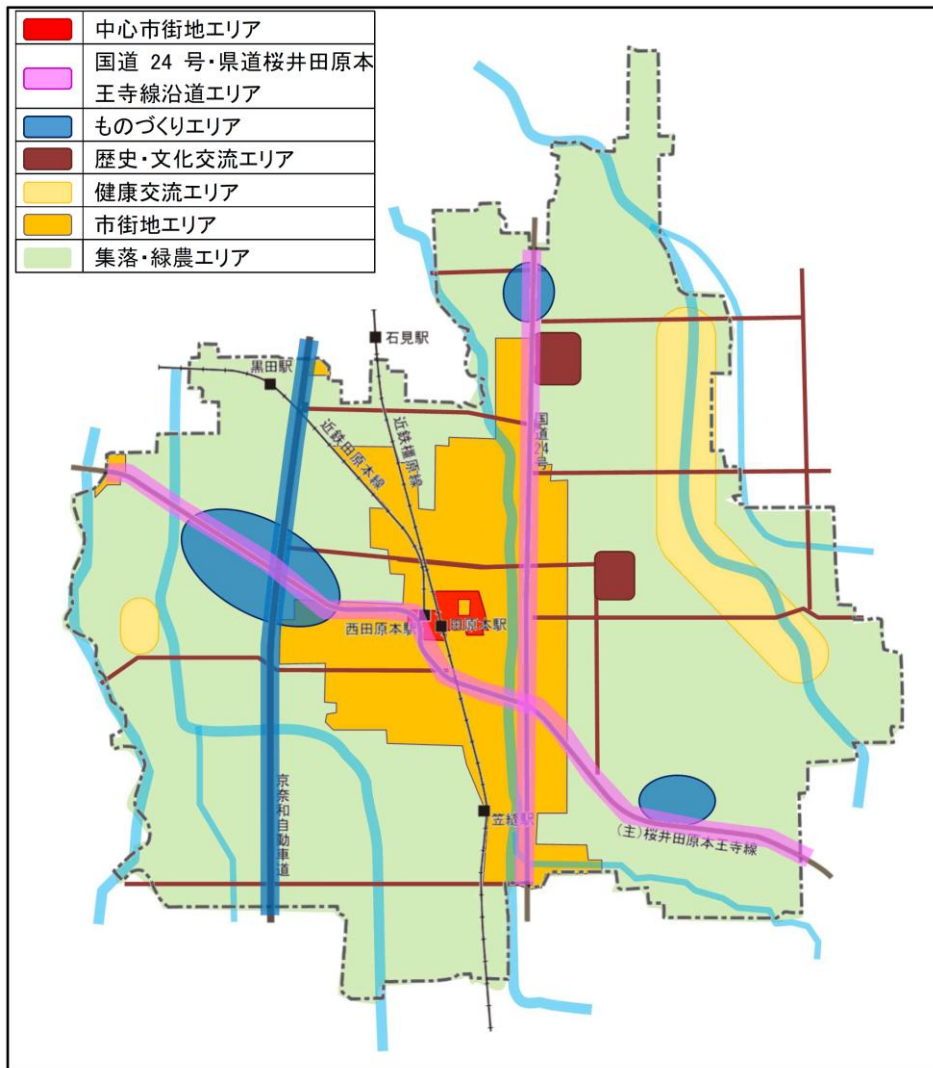 中心市街地エリア
国道 24 号・県道桜井田原本
王寺線沿道エリア
ものづくりエリア
歴史・文化交流エリア
健康交流エリア
市街地エリア
集落・緑農エリア
石見駅
黒田駅
近鉄田原本線
近鉄橿原線
国道24号
西田原本駅
田原本駅
京奈和自動車道
笠縫駅
(主)桜井田原本王寺線